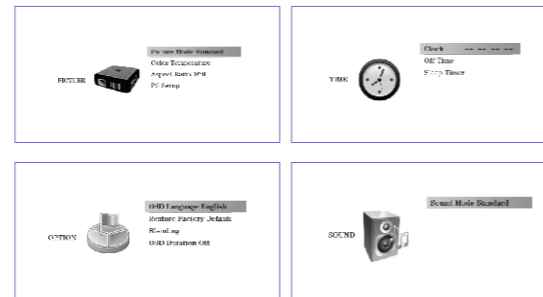 PICTURE
Picture Mode Standard
Color Temperature
Aspect Ratio
PC Setup
TIME
Clock -- -- -- --
Off Time
Sleep Timer
OPTION
OSD Language English
Restore Factory Default
Blending
OSD Duration Off
SOUND
Sound Mode Standard